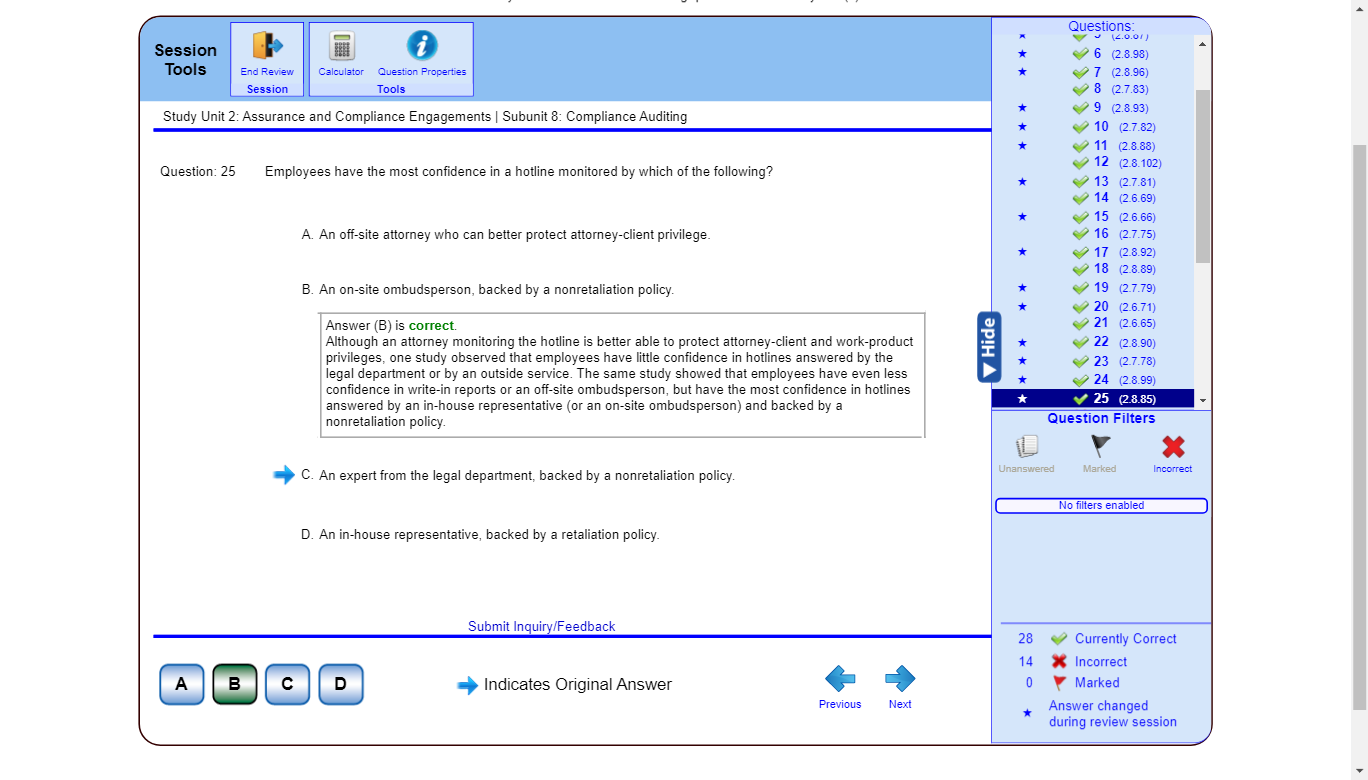 Session
Tools
End Review
Session
Calculator
Question Properties
Tools
Study Unit 2: Assurance and Compliance Engagements | Subunit 8: Compliance Auditing
Question: 25 Employees have the most confidence in a hotline monitored by which of the following?
A. An off-site attorney who can better protect attorney-client privilege.
B. An on-site ombudsperson, backed by a nonretaliation policy.
Answer (B) is correct.
Although an attorney monitoring the hotline is better able to protect attorney-client and work-product
privileges, one study observed that employees have little confidence in hotlines answered by the
legal department or by an outside service. The same study showed that employees have even less
confidence in write-in reports or an off-site ombudsperson, but have the most confidence in hotlines
answered by an in-house representative (or an on-site ombudsperson) and backed by a
nonretaliation policy.
C. An expert from the legal department, backed by a nonretaliation policy.
D. An in-house representative, backed by a retaliation policy.
Submit Inquiry/Feedback
A B C D
Indicates Original Answer
Previous
Next
Hide
Questions:
6 (2.8.98)
7 (2.8.96)
8 (2.7.83)
9 (2.8.93)
10 (2.7.82)
11 (2.8.88)
12 (2.8.102)
13 (2.7.81)
14 (2.6.69)
15 (2.6.66)
16 (2.7.75)
17 (2.8.92)
18 (2.8.89)
19 (2.7.79)
20 (2.6.71)
21 (2.6.65)
22 (2.8.90)
23 (2.7.78)
24 (2.8.99)
25 (2.8.85)
Question Filters
Unanswered
Marked
Incorrect
No filters enabled
28 Currently Correct
14 Incorrect
0 Marked
Answer changed
during review session